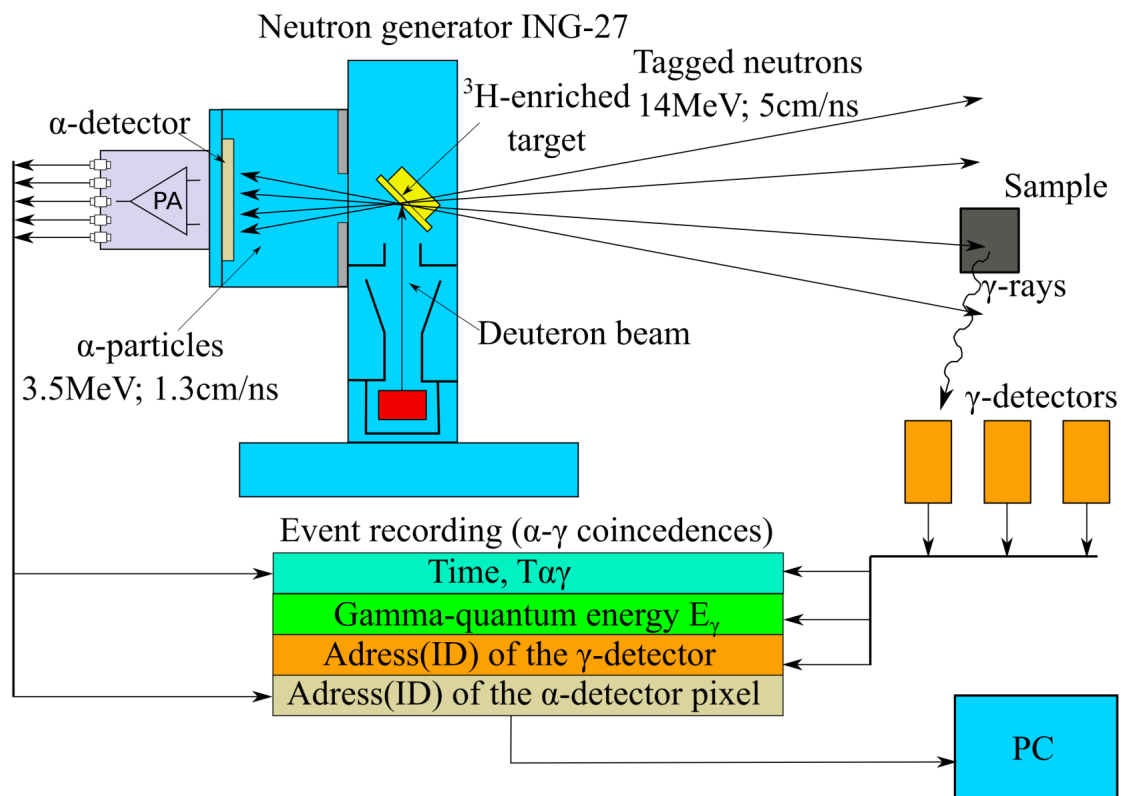 Neutron generator ING-27
Tagged neutrons
14MeV; 5cm/ns
³H-enriched
target
α-detector
PA
Sample
γ-rays
Deuteron beam
α-particles
3.5MeV; 1.3cm/ns
γ-detectors
Event recording (α-γ coincedences)
Time, Tαγ
Gamma-quantum energy Eγ
Adress(ID) of the γ-detector
Adress(ID) of the α-detector pixel
PC